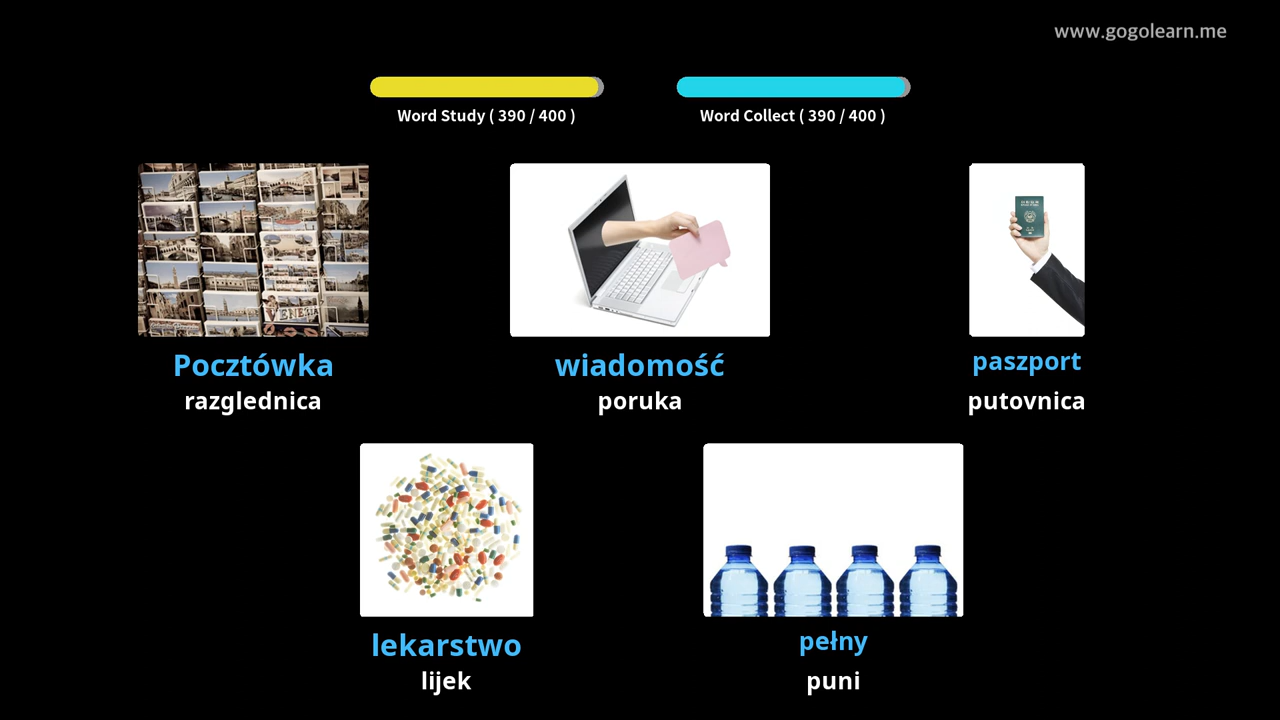 www.gogolearn.me
Word Study ( 390 / 400 )
Word Collect ( 390 / 400 )
Pocztówka
razglednica
wiadomość
poruka
paszport
putovnica
lekarstwo
lijek
pełny
puni